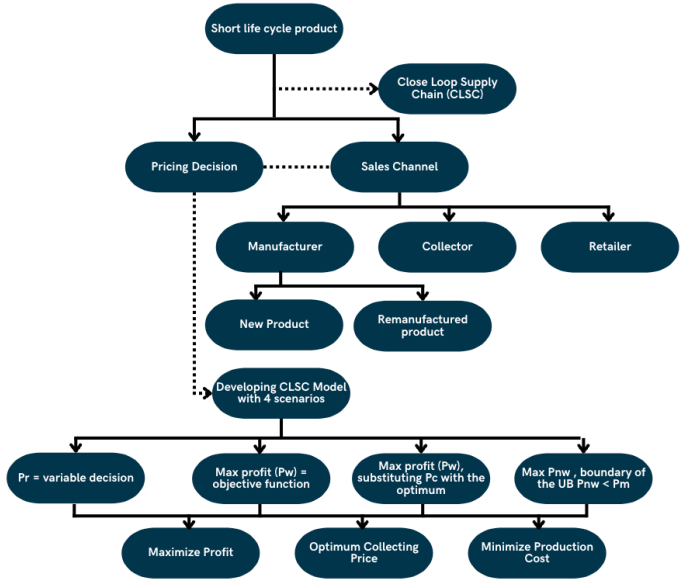 Short life cycle product
Close Loop Supply
Chain (CLSC)
Pricing Decision
Sales Channel
Manufacturer
Collector
Retailer
New Product
Remanufactured
product
Developing CLSC Model
with 4 scenarios
Pr = variable decision
Max profit (Pw) =
objective function
Max profit (Pw),
substituting Pc with the
optimum
Max Pnw , boundary of
the UB Pnw < Pm
Maximize Profit
Optimum Collecting
Price
Minimize Production
Cost